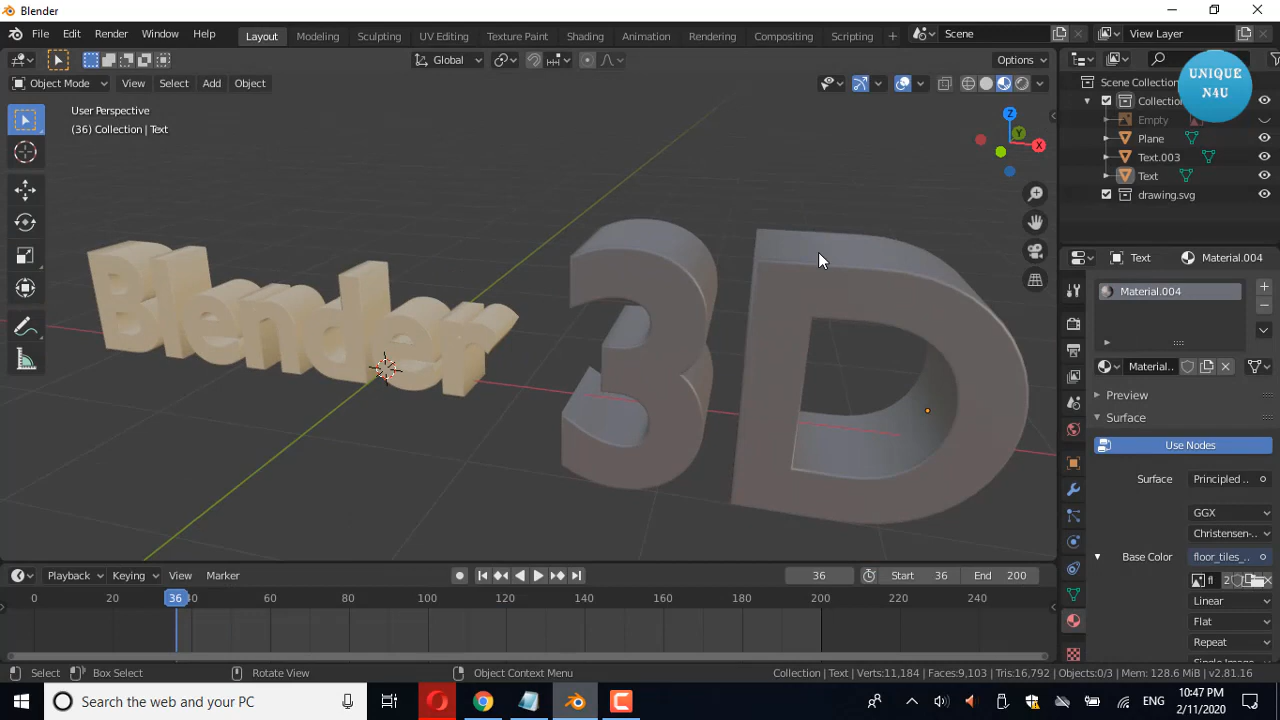 Blender
File Edit Render Window Help Layout Modeling Sculpting UV Editing Texture Paint Shading Animation Rendering Compositing Scripting + Scene View Layer
Global Options
Object Mode View Select Add Object
User Perspective
(36) Collection | Text
Z
Y
X
Blender 3D
UNIQUE
N4U
Scene Collection
Empty
Plane
Text.003
Text
drawing.svg
Text Material.004
Material.004
Material..
Preview
Surface
Use Nodes
Surface Principled ..
GGX
Christensen-..
Base Color floor_tiles_..
fl 2
Linear
Flat
Repeat
Playback Keying View Marker 36 Start 36 End 200
0 20 36 40 60 80 100 120 140 160 180 200 220 240
Select Box Select Rotate View Object Context Menu Collection | Text | Verts:11,184 | Faces:9,103 | Tris:16,792 | Objects:0/3 | Mem: 128.6 MiB | v2.81.16
Search the web and your PC
ENG
10:47 PM
2/11/2020